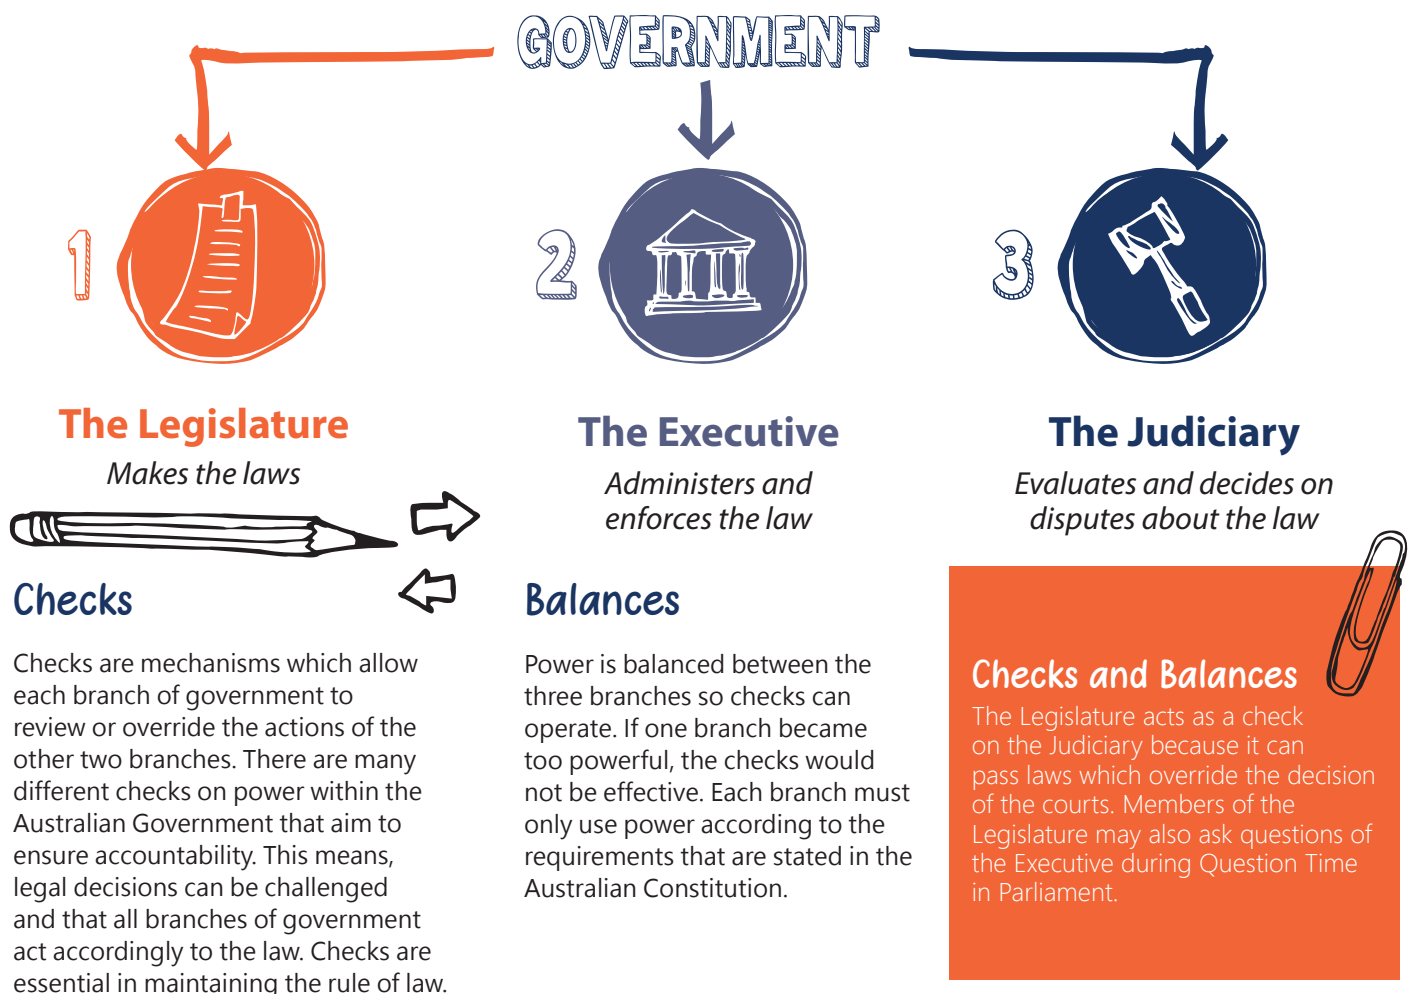 GOVERNMENT
1
2
3
The Legislature
Makes the laws
The Executive
Administers and
enforces the law
The Judiciary
Evaluates and decides on
disputes about the law
Checks
Checks are mechanisms which allow
each branch of government to
review or override the actions of the
other two branches. There are many
different checks on power within the
Australian Government that aim to
ensure accountability. This means,
legal decisions can be challenged
and that all branches of government
act accordingly to the law. Checks are
essential in maintaining the rule of law.
Balances
Power is balanced between the
three branches so checks can
operate. If one branch became
too powerful, the checks would
not be effective. Each branch must
only use power according to the
requirements that are stated in the
Australian Constitution.
Checks and Balances
The Legislature acts as a check
on the Judiciary because it can
pass laws which override the decision
of the courts. Members of the
Legislature may also ask questions of
the Executive during Question Time
in Parliament.